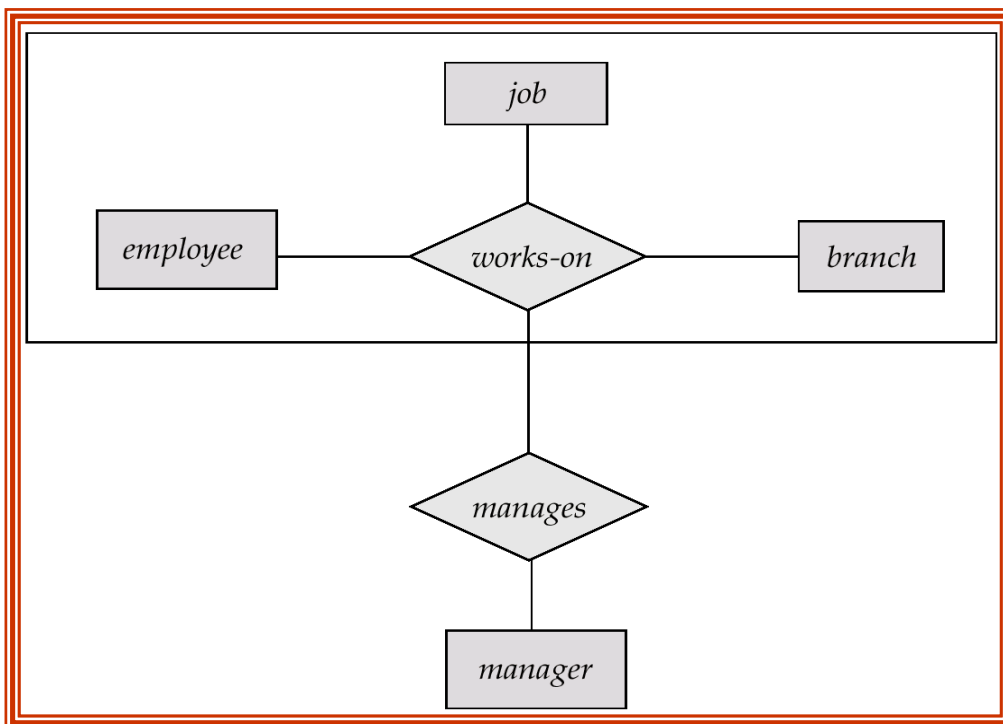 job
employee
works-on
branch
manages
manager